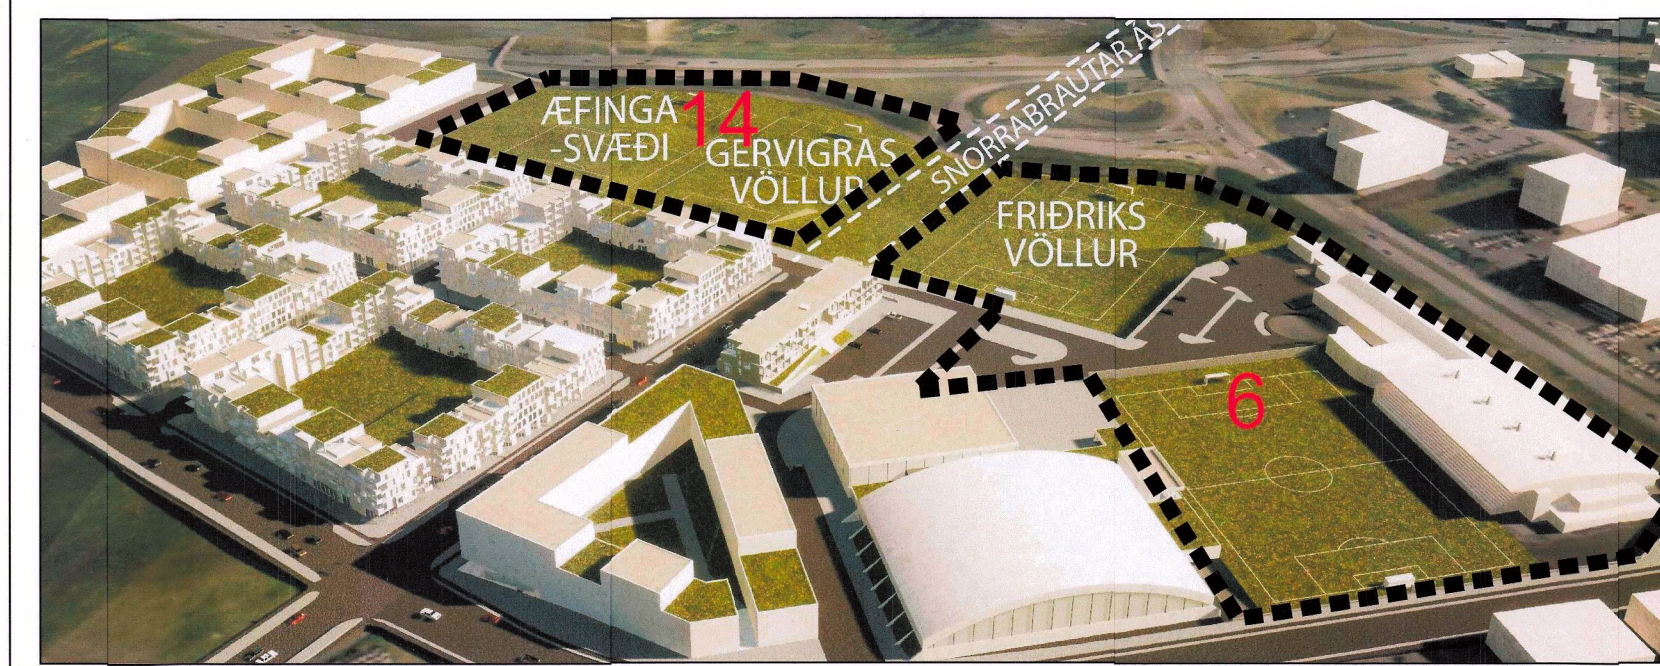 ÆFINGA
-SVÆÐI
14
GERVIGRAS
VÖLLUR
SNORRABRAUTAR ÁS
FRIÐRIKS
VÖLLUR
6